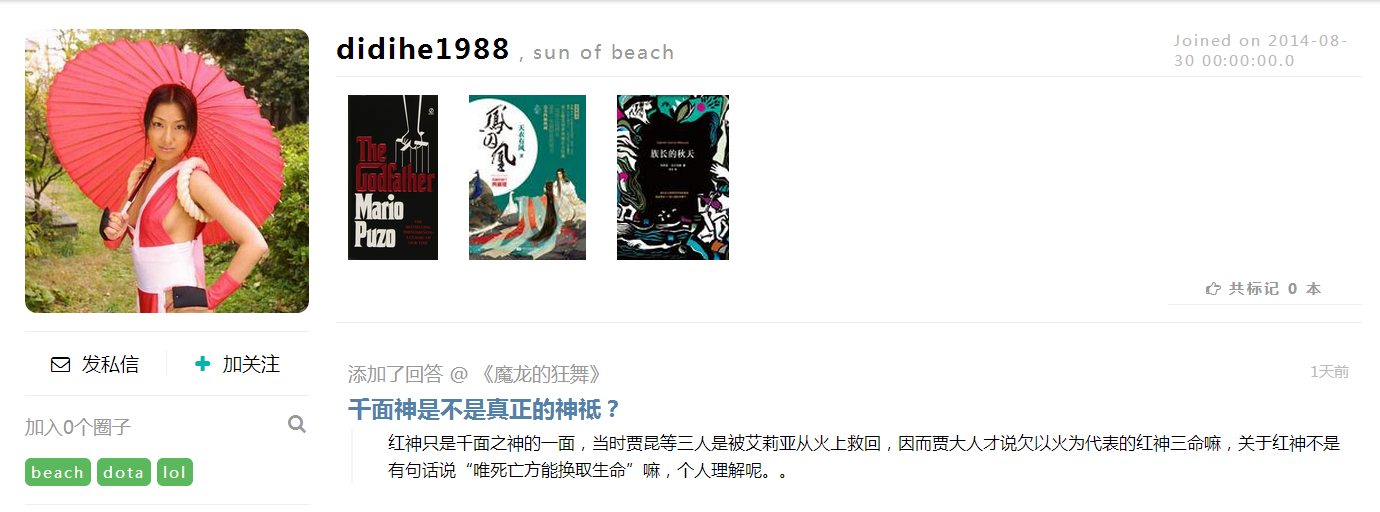 didihe1988 , sun of beach
Joined on 2014-08-
30 00:00:00.0
The
Godfather
Mario
Puzo
鳳囚凰
天衣有风
族长的秋天
共标记 0 本
发私信
加关注
加入0个圈子
beach dota lol
添加了回答 @ 《魔龙的狂舞》
1天前
千面神是不是真正的神祗？
红神只是千面之神的一面，当时贾昆等三人是被艾莉亚从火上救回，因而贾大人才说欠以火为代表的红神三命嘛，关于红神不是
有句话说“唯死亡方能换取生命”嘛，个人理解呢。。